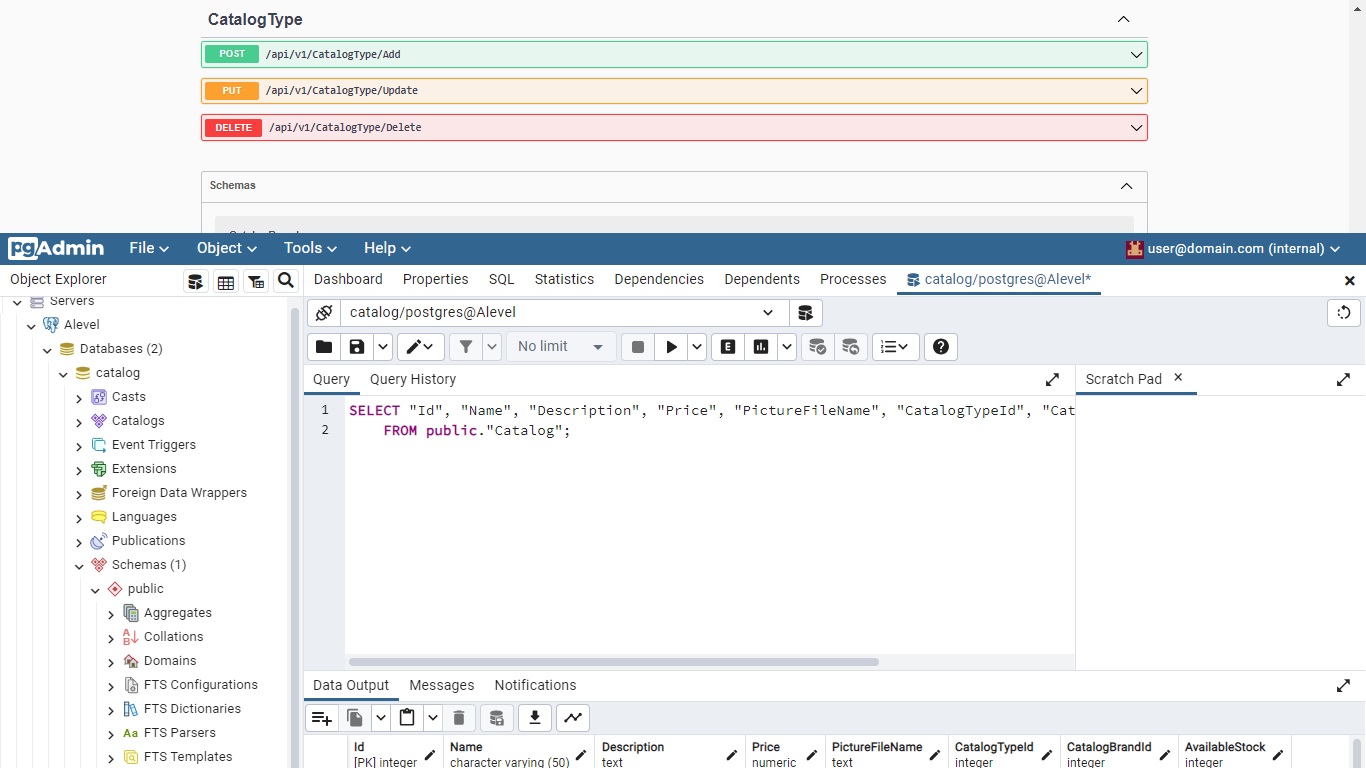 CatalogType
POST /api/v1/CatalogType/Add
PUT /api/v1/CatalogType/Update
DELETE /api/v1/CatalogType/Delete
Schemas
pgAdmin File Object Tools Help user@domain.com (internal)
Object Explorer
Dashboard Properties SQL Statistics Dependencies Dependents Processes catalog/postgres@Alevel*
Servers
Alevel
Databases (2)
catalog
Casts
Catalogs
Event Triggers
Extensions
Foreign Data Wrappers
Languages
Publications
Schemas (1)
public
Aggregates
Collations
Domains
FTS Configurations
FTS Dictionaries
Aa FTS Parsers
FTS Templates
catalog/postgres@Alevel
No limit E
Query Query History
Scratch Pad
1 SELECT "Id", "Name", "Description", "Price", "PictureFileName", "CatalogTypeId", "Cat
2 FROM public."Catalog";
Data Output Messages Notifications
Id Name Description Price PictureFileName CatalogTypeId CatalogBrandId AvailableStock
[PK] integer character varying (50) text numeric text integer integer integer